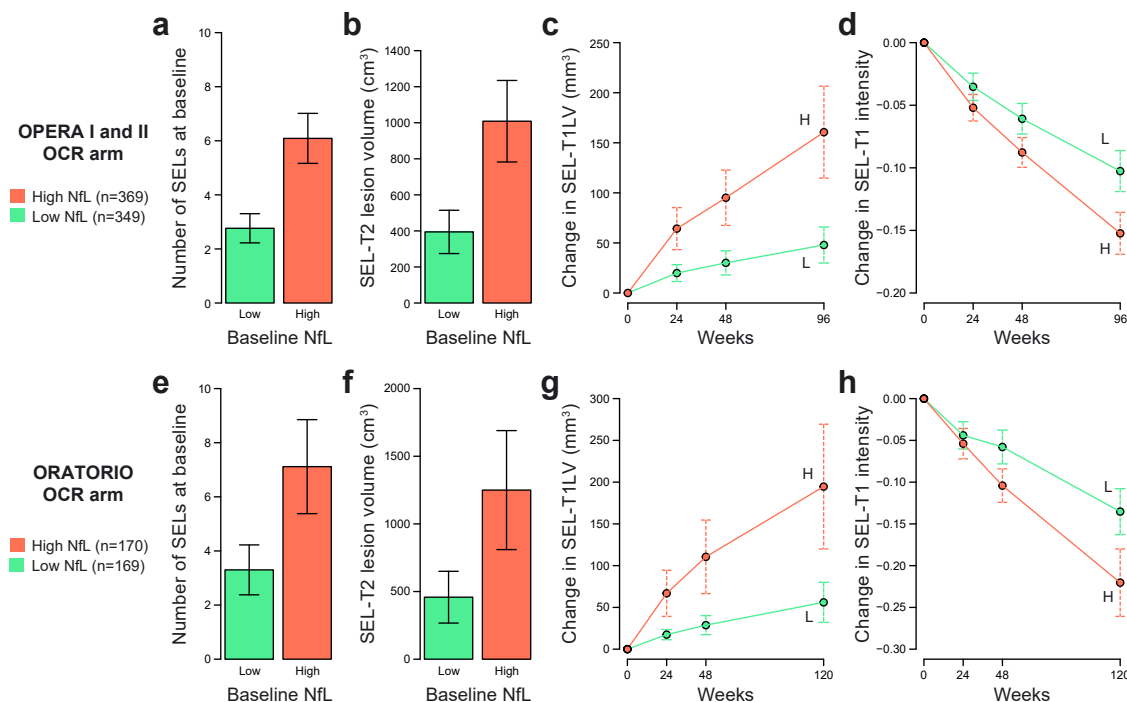 OPERA I and II
OCR arm
High NfL (n=369)
Low NfL (n=349)
a
Number of SELs at baseline
10
8
6
4
2
0
Low
High
Baseline NfL
b
SEL-T2 lesion volume (cm³)
1400
1200
1000
800
600
400
200
0
Low
High
Baseline NfL
c
Change in SEL-T1LV (mm³)
250
200
150
100
50
0
H
L
0
24
48
96
Weeks
d
Change in SEL-T1 intensity
0.00
−0.05
−0.10
−0.15
−0.20
L
H
0
24
48
96
Weeks
ORATORIO
OCR arm
High NfL (n=170)
Low NfL (n=169)
e
Number of SELs at baseline
10
8
6
4
2
0
Low
High
Baseline NfL
f
SEL-T2 lesion volume (cm³)
2000
1500
1000
500
0
Low
High
Baseline NfL
g
Change in SEL-T1LV (mm³)
300
250
200
150
100
50
0
H
L
0
24
48
120
Weeks
h
Change in SEL-T1 intensity
0.00
−0.05
−0.10
−0.15
−0.20
−0.25
−0.30
L
H
0
24
48
120
Weeks